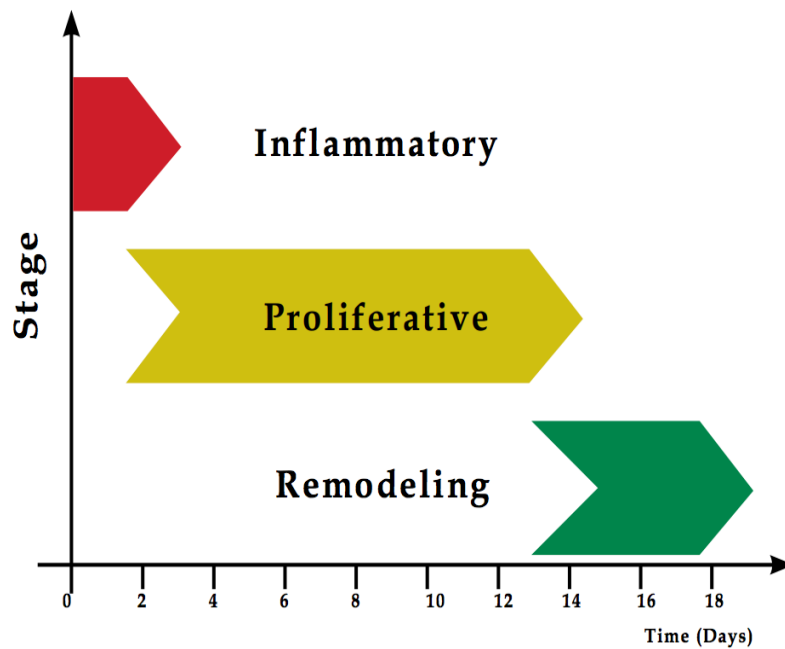 Inflammatory
Stage
Proliferative
Remodeling
0 2 4 6 8 10 12 14 16 18
Time (Days)